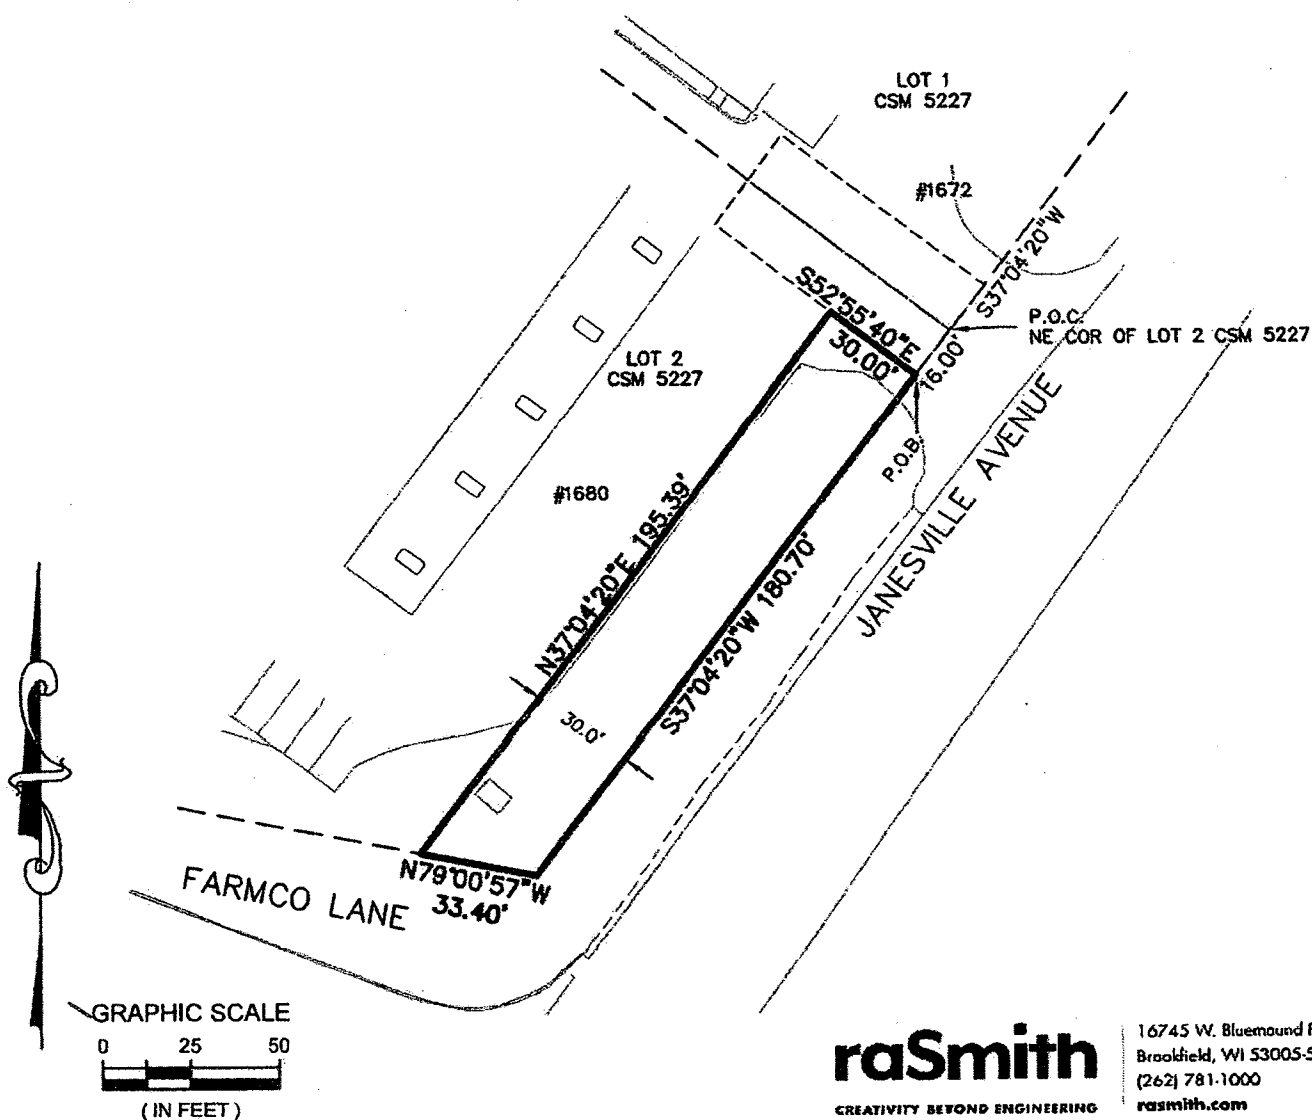 LOT 1
CSM 5227
#1672
S37°04'20"W
P.O.C.
NE COR OF LOT 2 CSM 5227
S52°55'40"E
30.00'
16.00'
LOT 2
CSM 5227
P.O.B.
JANESVILLE AVENUE
#1680
N37°04'20"E 195.39'
S37°04'20"W 180.70'
30.0'
N79°00'57"W
33.40'
FARMCO LANE
GRAPHIC SCALE
0 25 50
( IN FEET )
raSmith
CREATIVITY BEYOND ENGINEERING
16745 W. Bluemound
Brookfield, WI 53005-5
(262) 781-1000
rasmith.com